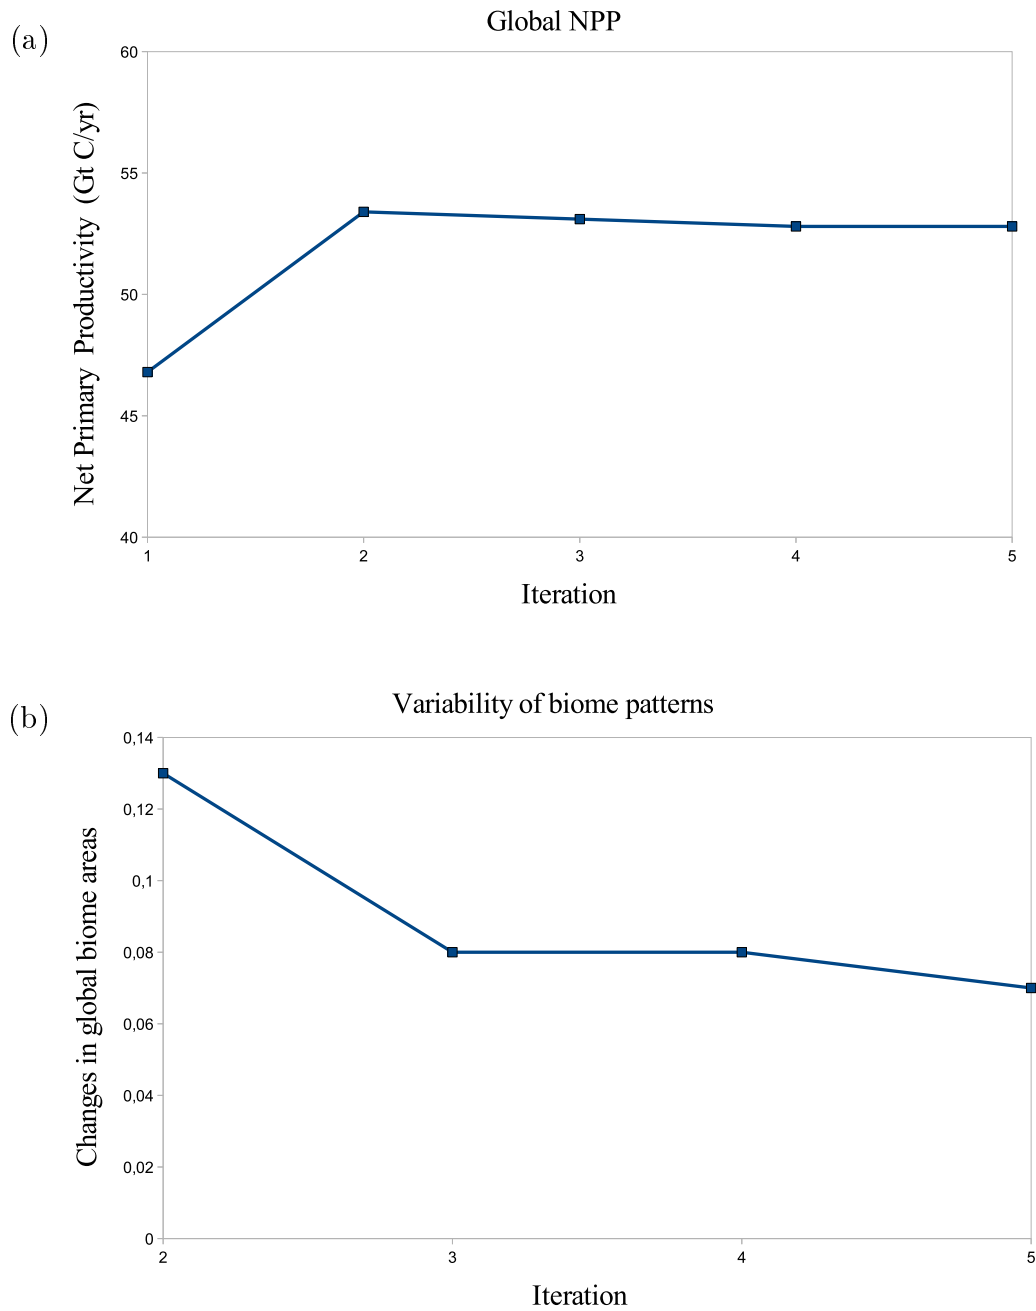 (a)
Global NPP
Net Primary Productivity (Gt C/yr)
60
55
50
45
40
1 2 3 4 5
Iteration
(b)
Variability of biome patterns
Changes in global biome areas
0,14
0,12
0,1
0,08
0,06
0,04
0,02
0
2 3 4 5
Iteration